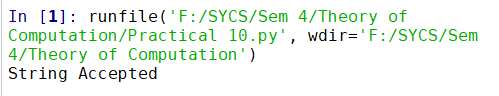 In [1]: runfile('F:/SYCS/Sem 4/Theory of
Computation/Practical 10.py', wdir='F:/SYCS/Sem
4/Theory of Computation')
String Accepted